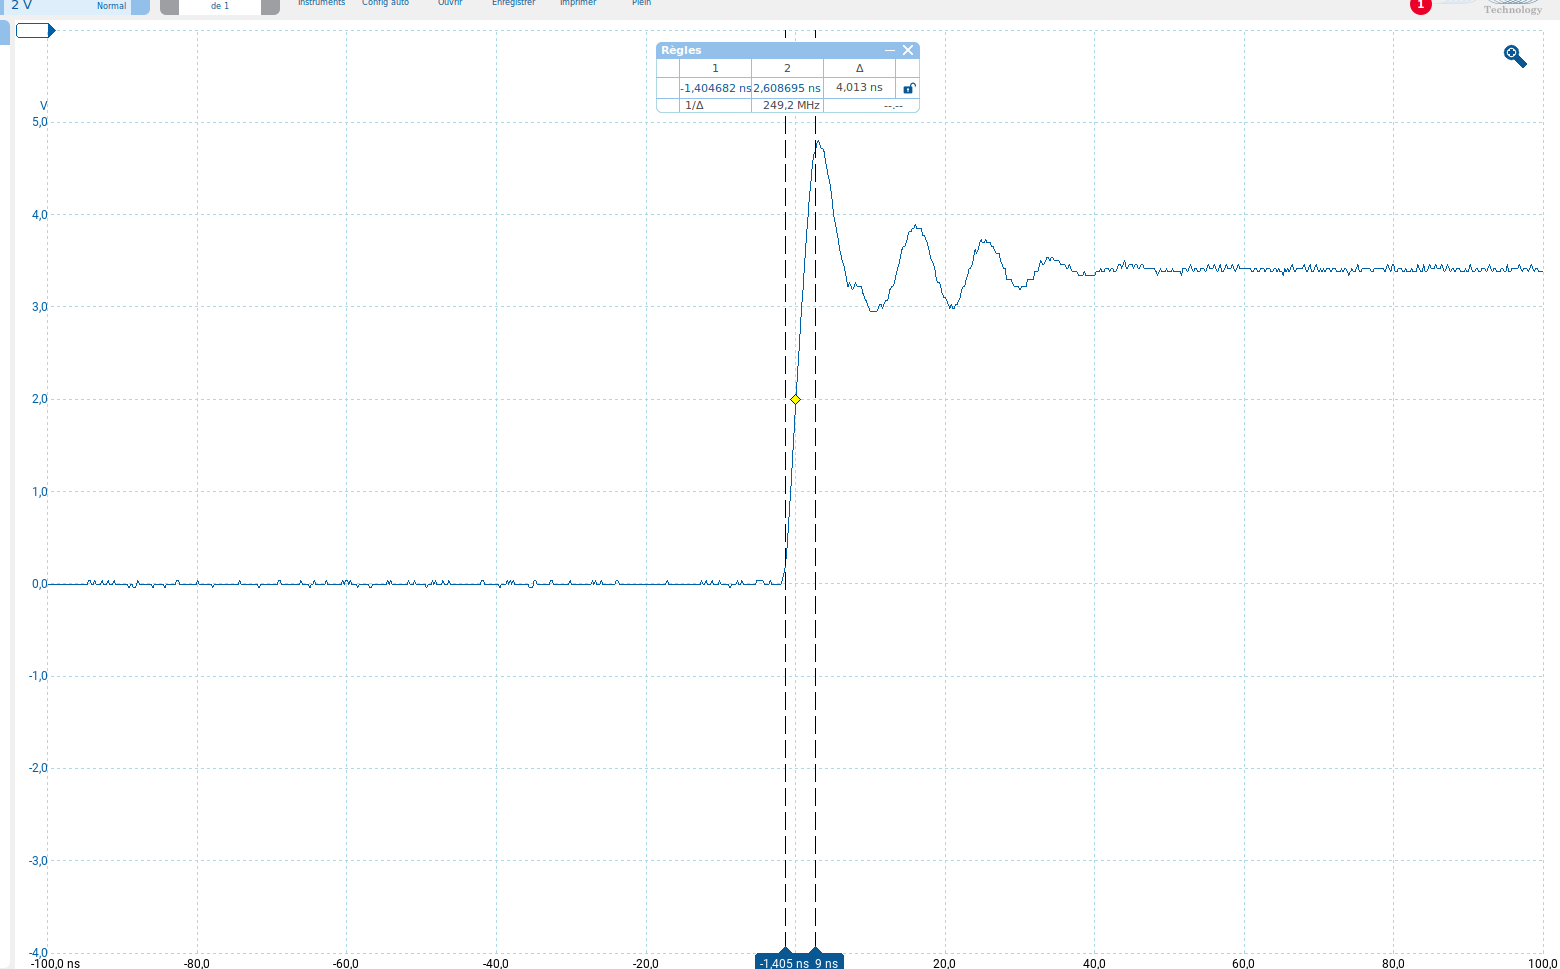 2 V Normal de 1 Instruments Config auto Ouvrir Enregistrer Imprimer Plein 1 Technology
Règles
1 2 Δ
-1,404682 ns 2,608695 ns 4,013 ns
1/Δ 249,2 MHz --.--
V
5,0
4,0
3,0
2,0
1,0
0,0
-1,0
-2,0
-3,0
-4,0
-100,0 ns -80,0 -60,0 -40,0 -20,0 -1,405 ns 9 ns 20,0 40,0 60,0 80,0 100,0